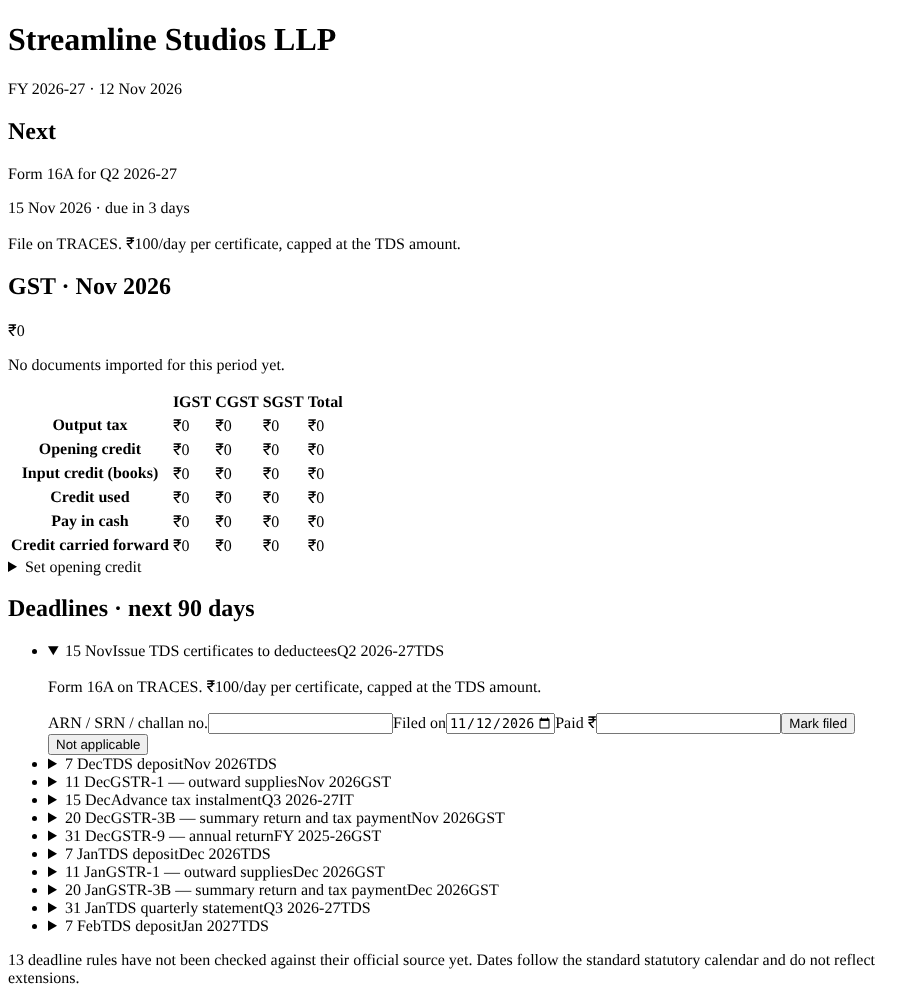 Streamline Studios LLP
FY 2026-27 · 12 Nov 2026
Next
Form 16A for Q2 2026-27
15 Nov 2026 · due in 3 days
File on TRACES. ₹100/day per certificate, capped at the TDS amount.
GST · Nov 2026
₹0
No documents imported for this period yet.
IGST CGST SGST Total
Output tax ₹0 ₹0 ₹0 ₹0
Opening credit ₹0 ₹0 ₹0 ₹0
Input credit (books) ₹0 ₹0 ₹0 ₹0
Credit used ₹0 ₹0 ₹0 ₹0
Pay in cash ₹0 ₹0 ₹0 ₹0
Credit carried forward ₹0 ₹0 ₹0 ₹0
Set opening credit
Deadlines · next 90 days
15 NovIssue TDS certificates to deducteesQ2 2026-27TDS
Form 16A on TRACES. ₹100/day per certificate, capped at the TDS amount.
ARN / SRN / challan no. Filed on 11/12/2026 Paid ₹ Mark filed
Not applicable
7 DecTDS depositNov 2026TDS
11 DecGSTR-1 — outward suppliesNov 2026GST
15 DecAdvance tax instalmentQ3 2026-27IT
20 DecGSTR-3B — summary return and tax paymentNov 2026GST
31 DecGSTR-9 — annual returnFY 2025-26GST
7 JanTDS depositDec 2026TDS
11 JanGSTR-1 — outward suppliesDec 2026GST
20 JanGSTR-3B — summary return and tax paymentDec 2026GST
31 JanTDS quarterly statementQ3 2026-27TDS
7 FebTDS depositJan 2027TDS
13 deadline rules have not been checked against their official source yet. Dates follow the standard statutory calendar and do not reflect
extensions.